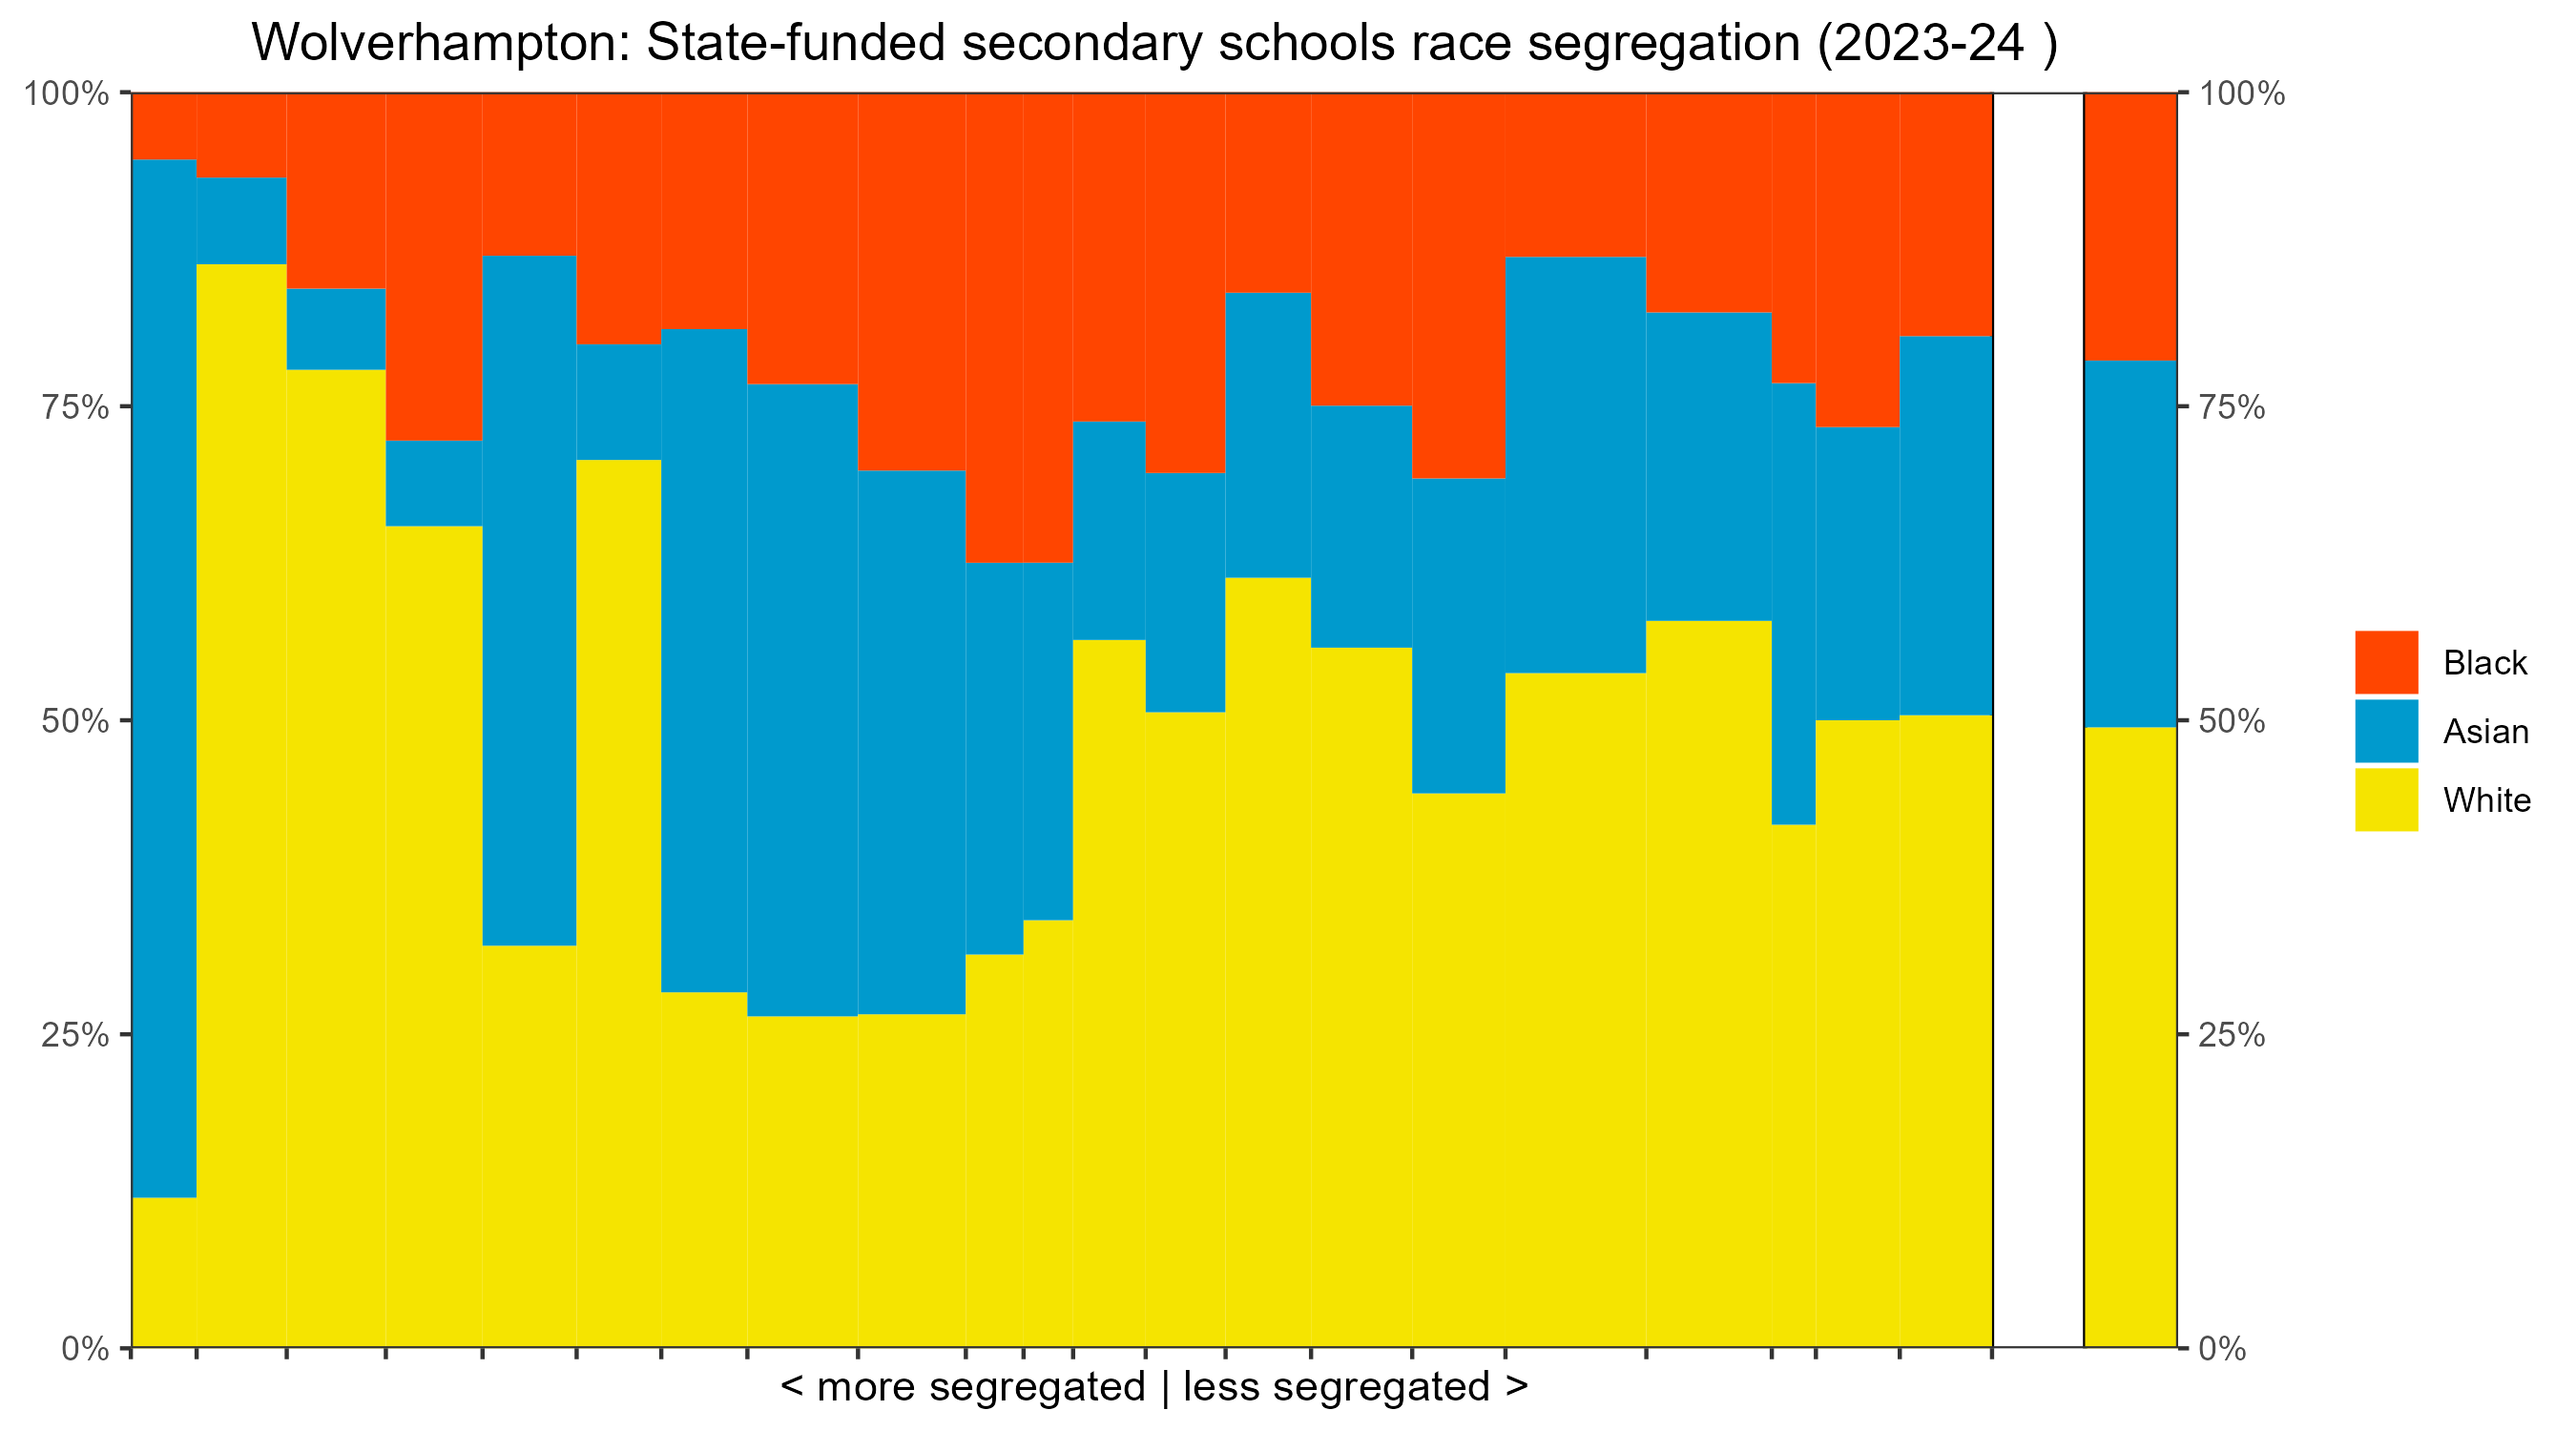 Wolverhampton: State-funded secondary schools race segregation (2023-24 )
100%
100%
75%
75%
50%
50%
25%
25%
0%
0%
Black
Asian
White
< more segregated | less segregated >